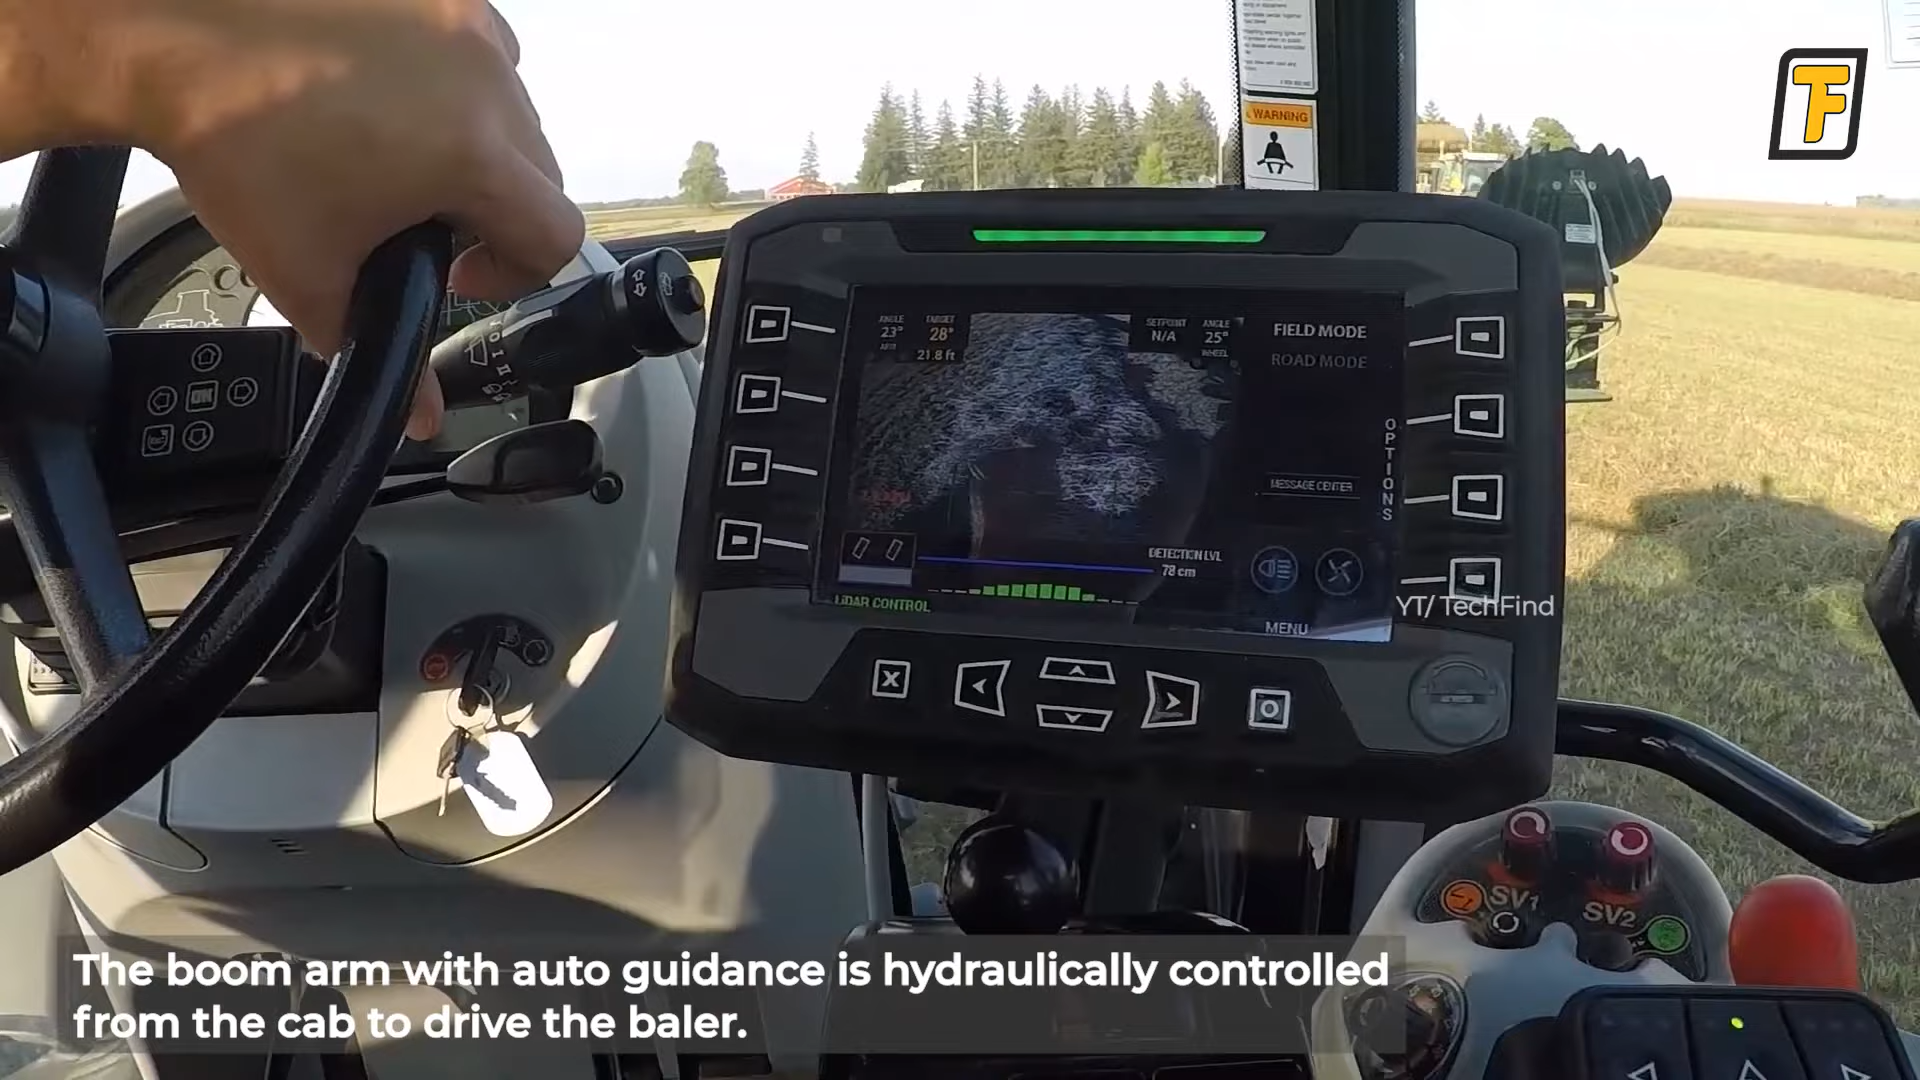 WARNING
TF
ANGLE
23°
ARM
TARGET
28°
21.8 ft
SETPOINT
N/A
ANGLE
25°
WHEEL
FIELD MODE
ROAD MODE
OPTIONS
MESSAGE CENTER
DETECTION LVL
78 cm
LiDAR CONTROL
MENU
YT/ TechFind
SV1
SV2
The boom arm with auto guidance is hydraulically controlled
from the cab to drive the baler.